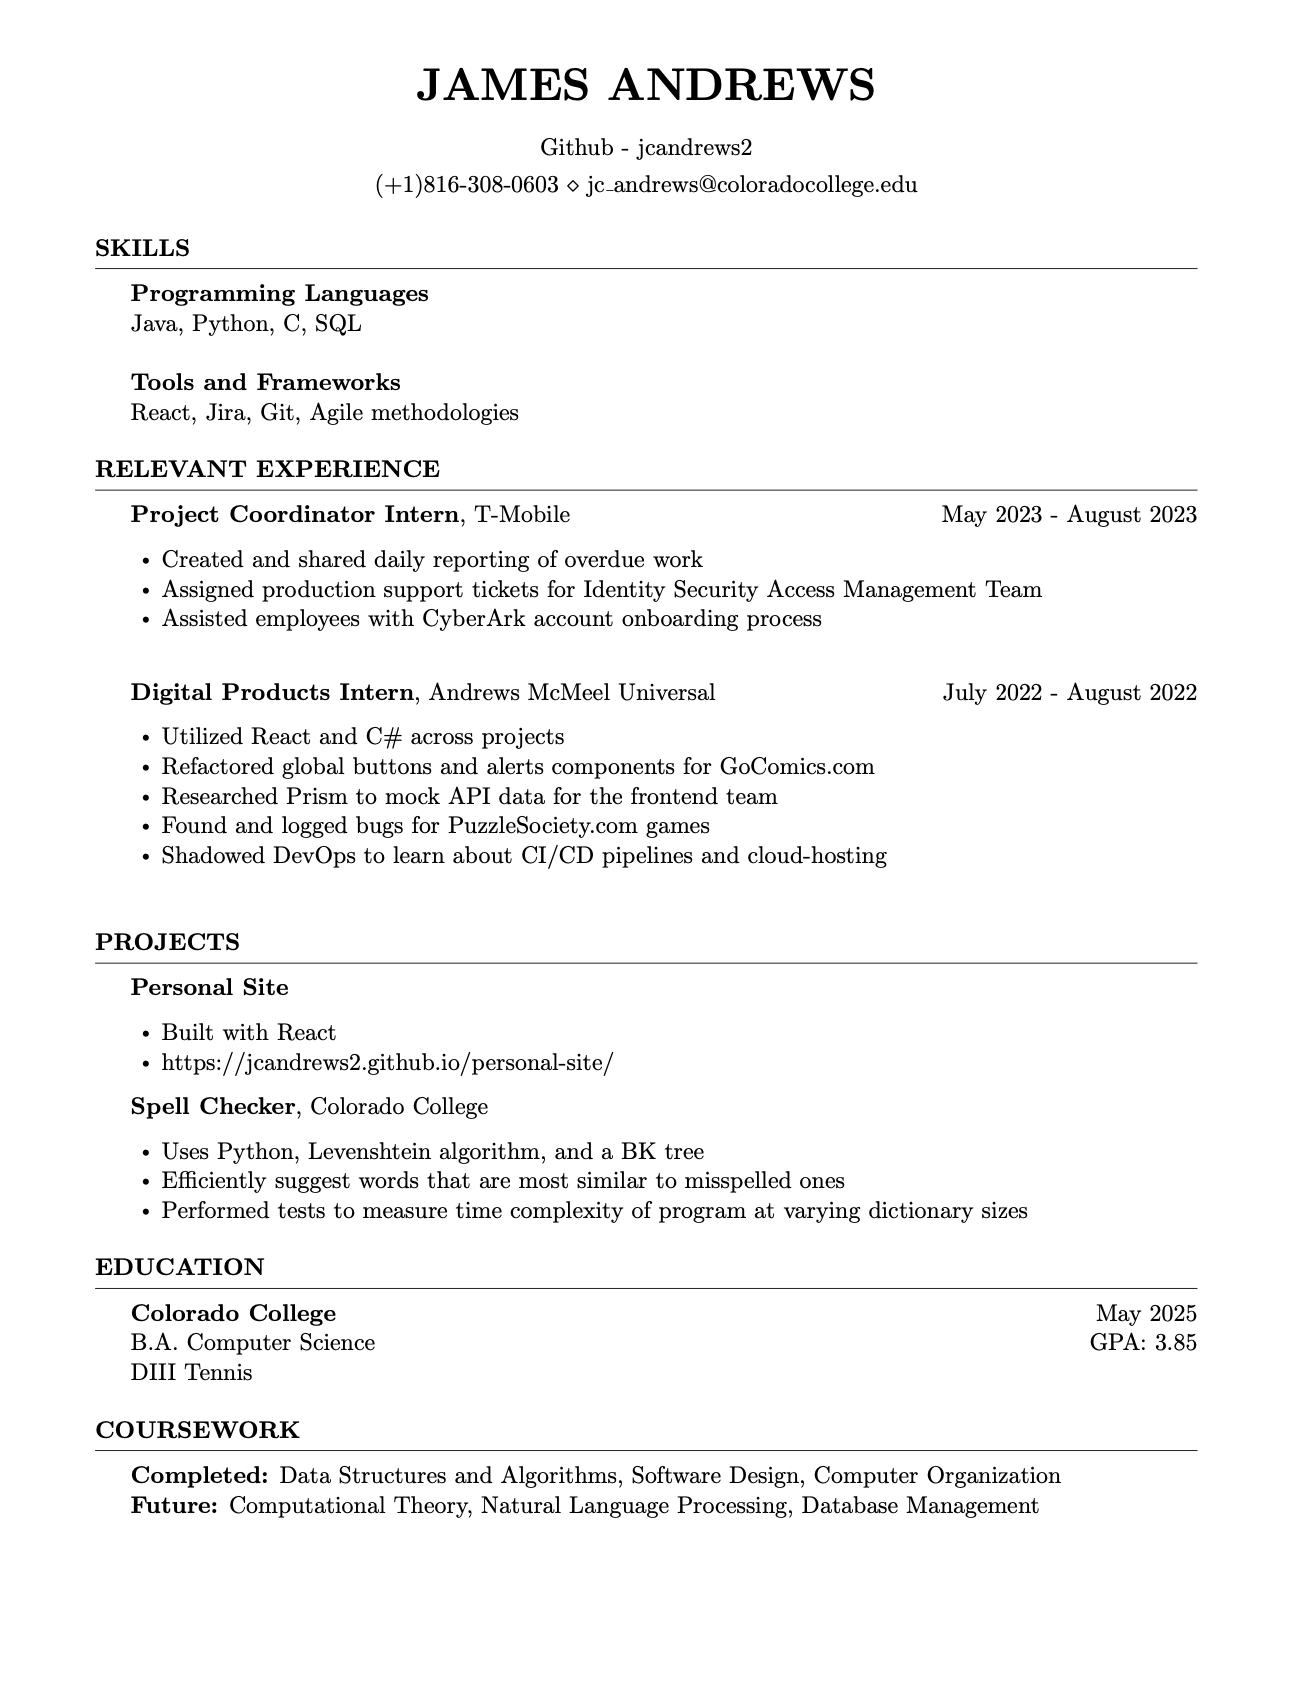 JAMES ANDREWS
Github - jcandrews2
(+1)816-308-0603 ⋄ jc_andrews@coloradocollege.edu
SKILLS
Programming Languages
Java, Python, C, SQL
Tools and Frameworks
React, Jira, Git, Agile methodologies
RELEVANT EXPERIENCE
Project Coordinator Intern, T-Mobile May 2023 - August 2023
• Created and shared daily reporting of overdue work
• Assigned production support tickets for Identity Security Access Management Team
• Assisted employees with CyberArk account onboarding process
Digital Products Intern, Andrews McMeel Universal July 2022 - August 2022
• Utilized React and C# across projects
• Refactored global buttons and alerts components for GoComics.com
• Researched Prism to mock API data for the frontend team
• Found and logged bugs for PuzzleSociety.com games
• Shadowed DevOps to learn about CI/CD pipelines and cloud-hosting
PROJECTS
Personal Site
• Built with React
• https://jcandrews2.github.io/personal-site/
Spell Checker, Colorado College
• Uses Python, Levenshtein algorithm, and a BK tree
• Efficiently suggest words that are most similar to misspelled ones
• Performed tests to measure time complexity of program at varying dictionary sizes
EDUCATION
Colorado College May 2025
B.A. Computer Science GPA: 3.85
DIII Tennis
COURSEWORK
Completed: Data Structures and Algorithms, Software Design, Computer Organization
Future: Computational Theory, Natural Language Processing, Database Management